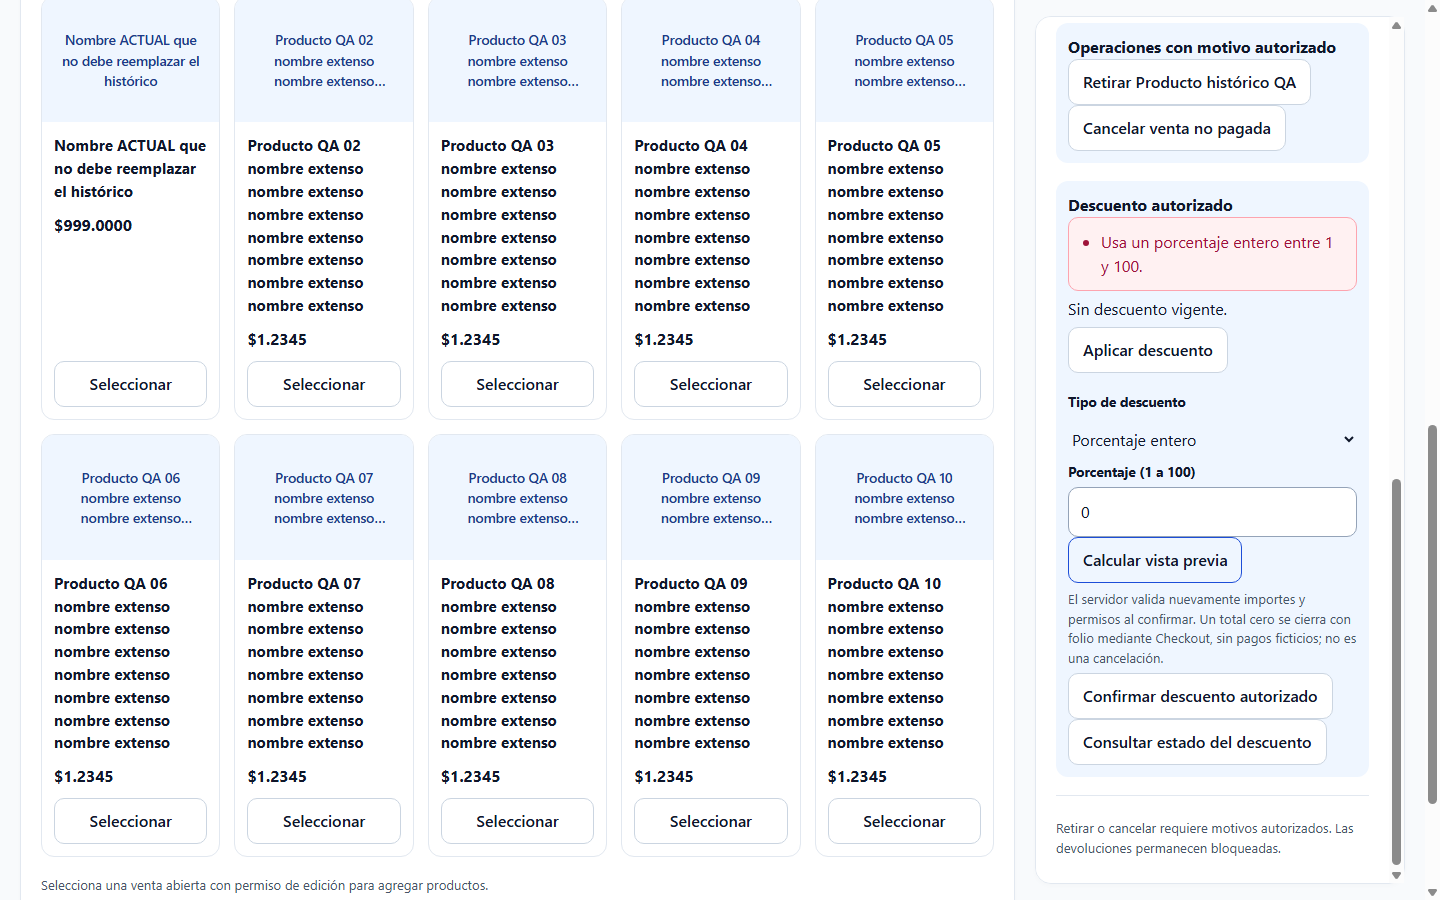 Nombre ACTUAL que
no debe reemplazar el
histórico
Nombre ACTUAL que
no debe reemplazar
el histórico
$999.0000
Seleccionar
Producto QA 02
nombre extenso
nombre extenso...
Producto QA 02
nombre extenso
nombre extenso
nombre extenso
nombre extenso
nombre extenso
nombre extenso
nombre extenso
$1.2345
Seleccionar
Producto QA 03
nombre extenso
nombre extenso...
Producto QA 03
nombre extenso
nombre extenso
nombre extenso
nombre extenso
nombre extenso
nombre extenso
nombre extenso
$1.2345
Seleccionar
Producto QA 04
nombre extenso
nombre extenso...
Producto QA 04
nombre extenso
nombre extenso
nombre extenso
nombre extenso
nombre extenso
nombre extenso
nombre extenso
$1.2345
Seleccionar
Producto QA 05
nombre extenso
nombre extenso...
Producto QA 05
nombre extenso
nombre extenso
nombre extenso
nombre extenso
nombre extenso
nombre extenso
nombre extenso
$1.2345
Seleccionar
Producto QA 06
nombre extenso
nombre extenso...
Producto QA 06
nombre extenso
nombre extenso
nombre extenso
nombre extenso
nombre extenso
nombre extenso
nombre extenso
$1.2345
Seleccionar
Producto QA 07
nombre extenso
nombre extenso...
Producto QA 07
nombre extenso
nombre extenso
nombre extenso
nombre extenso
nombre extenso
nombre extenso
nombre extenso
$1.2345
Seleccionar
Producto QA 08
nombre extenso
nombre extenso...
Producto QA 08
nombre extenso
nombre extenso
nombre extenso
nombre extenso
nombre extenso
nombre extenso
nombre extenso
$1.2345
Seleccionar
Producto QA 09
nombre extenso
nombre extenso...
Producto QA 09
nombre extenso
nombre extenso
nombre extenso
nombre extenso
nombre extenso
nombre extenso
nombre extenso
$1.2345
Seleccionar
Producto QA 10
nombre extenso
nombre extenso...
Producto QA 10
nombre extenso
nombre extenso
nombre extenso
nombre extenso
nombre extenso
nombre extenso
nombre extenso
$1.2345
Seleccionar
Selecciona una venta abierta con permiso de edición para agregar productos.
Operaciones con motivo autorizado
Retirar Producto histórico QA
Cancelar venta no pagada
Descuento autorizado
• Usa un porcentaje entero entre 1
y 100.
Sin descuento vigente.
Aplicar descuento
Tipo de descuento
Porcentaje entero
Porcentaje (1 a 100)
0
Calcular vista previa
El servidor valida nuevamente importes y
permisos al confirmar. Un total cero se cierra con
folio mediante Checkout, sin pagos ficticios; no es
una cancelación.
Confirmar descuento autorizado
Consultar estado del descuento
Retirar o cancelar requiere motivos autorizados. Las
devoluciones permanecen bloqueadas.